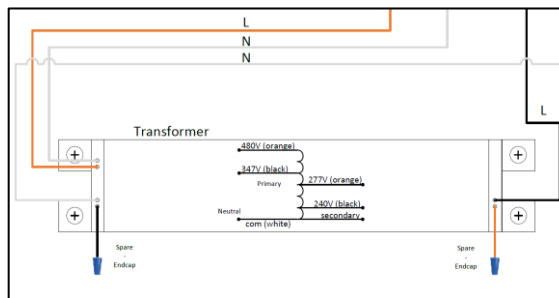 L
N
N
L
Transformer
480V (orange)
347V (black)
277V (orange)
Primary
240V (black)
Neutral
secondary
com (white)
Spare
-
Endcap
Spare
-
Endcap